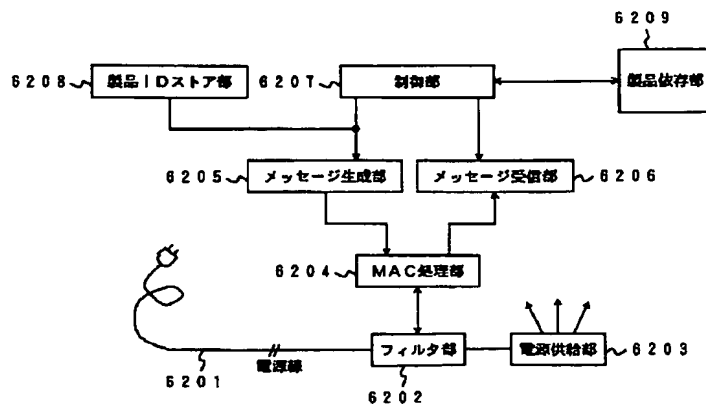 6209
6208
製品IDストア部
6207
制御部
製品依存部
6205
メッセージ生成部
メッセージ受信部
6206
6204
MAC処理部
6201
電源線
フィルタ部
6202
電源供給部
6203